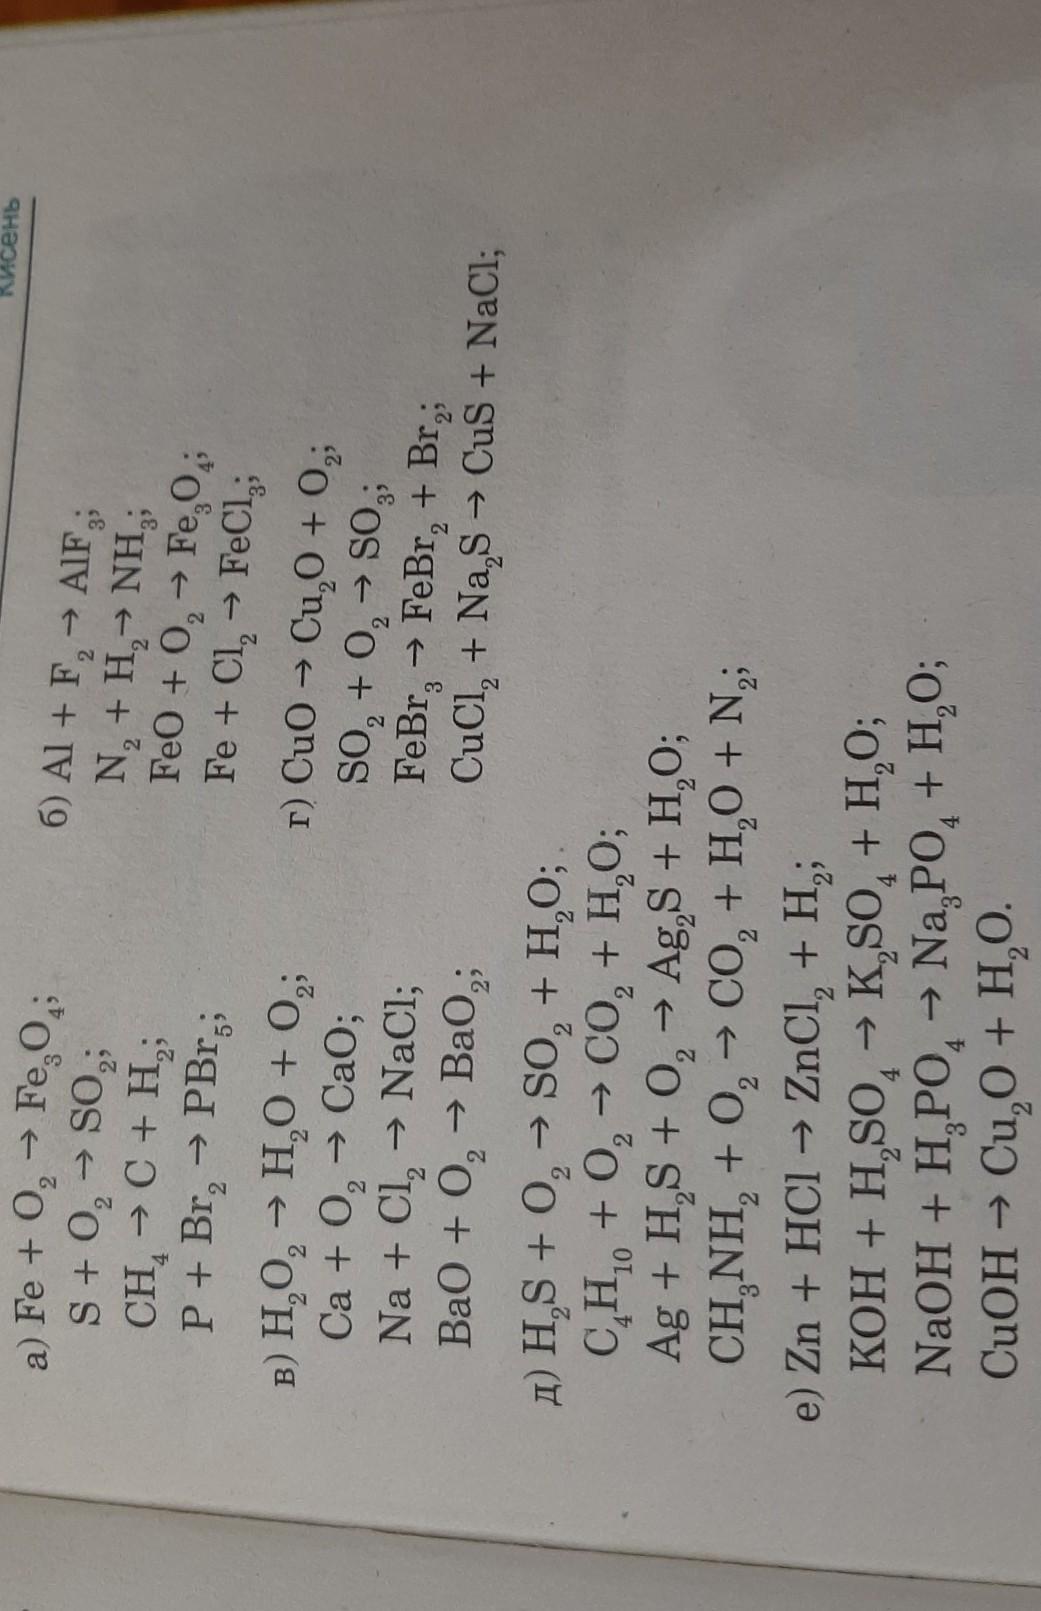 Кисень
а) Fe + O₂ → Fe₃O₄;
S + O₂ → SO₂;
CH₄ → C + H₂;
P + Br₂ → PBr₅;
б) Al + F₂ → AlF₃;
N₂ + H₂ → NH₃;
FeO + O₂ → Fe₃O₄;
Fe + Cl₂ → FeCl₃;
в) H₂O₂ → H₂O + O₂;
Ca + O₂ → CaO;
Na + Cl₂ → NaCl;
BaO + O₂ → BaO₂;
г) CuO → Cu₂O + O₂;
SO₂ + O₂ → SO₃;
FeBr₃ → FeBr₂ + Br₂;
CuCl₂ + Na₂S → CuS + NaCl;
д) H₂S + O₂ → SO₂ + H₂O;
C₄H₁₀ + O₂ → CO₂ + H₂O;
Ag + H₂S + O₂ → Ag₂S + H₂O;
CH₃NH₂ + O₂ → CO₂ + H₂O + N₂;
е) Zn + HCl → ZnCl₂ + H₂;
KOH + H₂SO₄ → K₂SO₄ + H₂O;
NaOH + H₃PO₄ → Na₃PO₄ + H₂O;
CuOH → Cu₂O + H₂O.